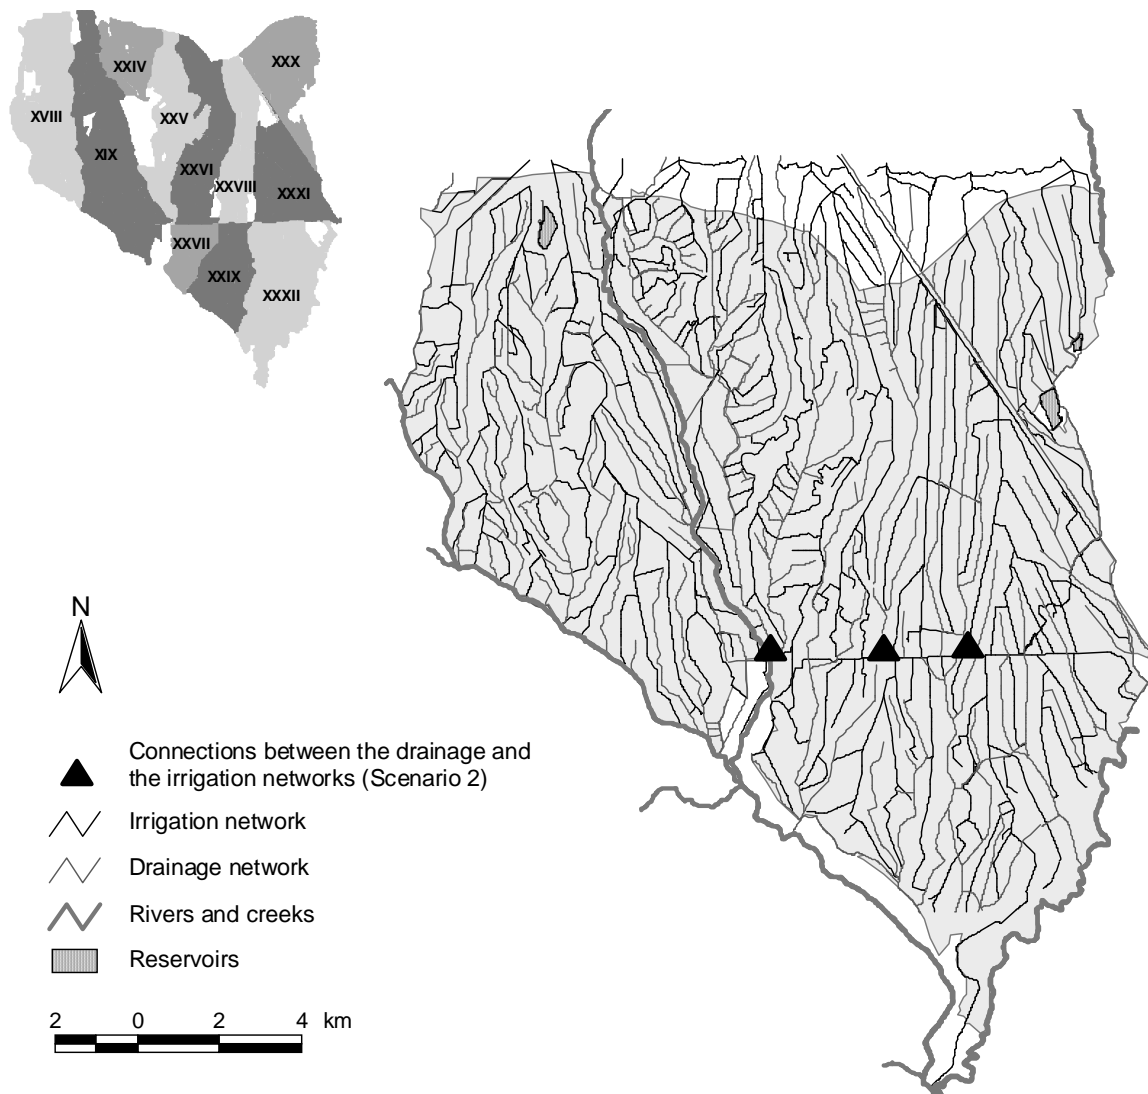 XXIV
XXX
XVIII
XXV
XIX
XXVI
XXVIII
XXXI
XXVII
XXIX
XXXII
N
Connections between the drainage and
the irrigation networks (Scenario 2)
Irrigation network
Drainage network
Rivers and creeks
Reservoirs
2 0 2 4 km